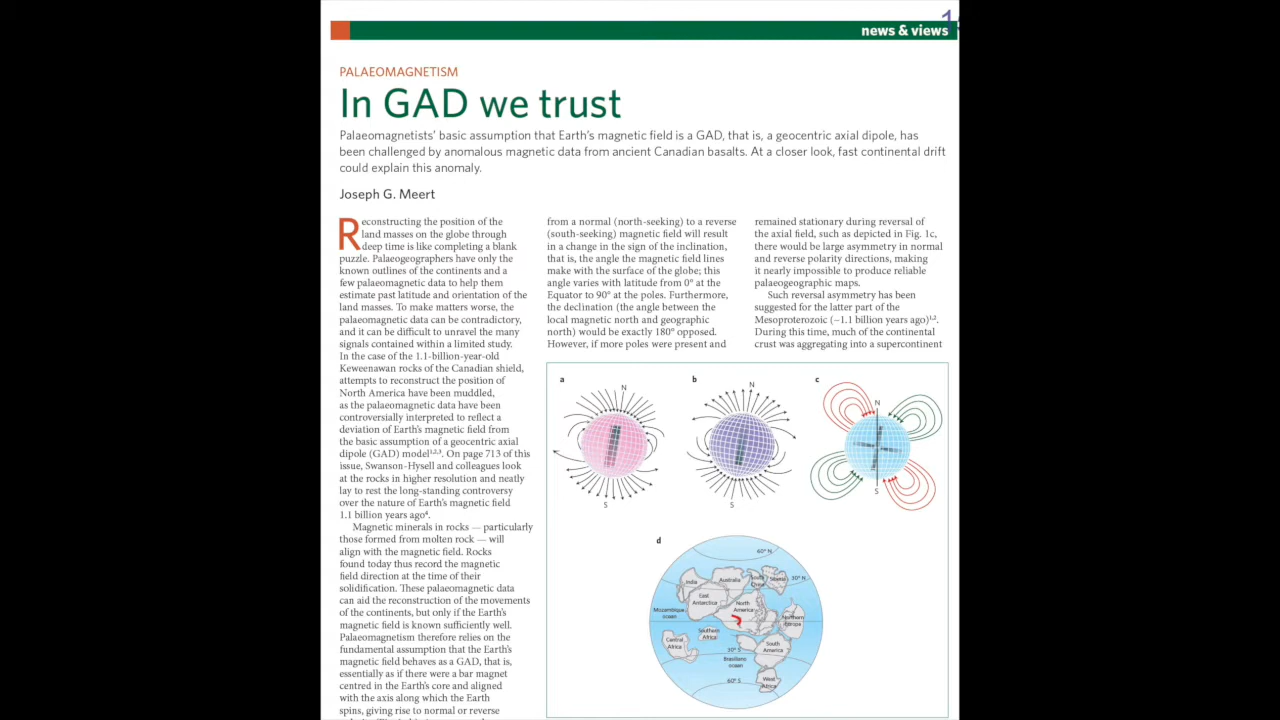 news & views
PALAEOMAGNETISM
In GAD we trust
Palaeomagnetists’ basic assumption that Earth’s magnetic field is a GAD, that is, a geocentric axial dipole, has
been challenged by anomalous magnetic data from ancient Canadian basalts. At a closer look, fast continental drift
could explain this anomaly.
Joseph G. Meert
Reconstructing the position of the
land masses on the globe through
deep time is like completing a blank
puzzle. Palaeogeographers have only the
known outlines of the continents and a
few palaeomagnetic data to help them
estimate past latitude and orientation of the
land masses. To make matters worse, the
palaeomagnetic data can be contradictory,
and it can be difficult to unravel the many
signals contained within a limited study.
In the case of the 1.1-billion-year-old
Keweenawan rocks of the Canadian shield,
attempts to reconstruct the position of
North America have been muddled,
as the palaeomagnetic data have been
controversially interpreted to reflect a
deviation of Earth’s magnetic field from
the basic assumption of a geocentric axial
dipole (GAD) model1,2,3. On page 713 of this
issue, Swanson-Hysell and colleagues look
at the rocks in higher resolution and neatly
lay to rest the long-standing controversy
over the nature of Earth’s magnetic field
1.1 billion years ago4.
Magnetic minerals in rocks — particularly
those formed from molten rock — will
align with the magnetic field. Rocks
found today thus record the magnetic
field direction at the time of their
solidification. These palaeomagnetic data
can aid the reconstruction of the movements
of the continents, but only if the Earth’s
magnetic field is known sufficiently well.
Palaeomagnetism therefore relies on the
fundamental assumption that the Earth’s
magnetic field behaves as a GAD, that is,
essentially as if there were a bar magnet
centred in the Earth’s core and aligned
with the axis along which the Earth
spins, giving rise to normal or reverse
from a normal (north-seeking) to a reverse
(south-seeking) magnetic field will result
in a change in the sign of the inclination,
that is, the angle the magnetic field lines
make with the surface of the globe; this
angle varies with latitude from 0° at the
Equator to 90° at the poles. Furthermore,
the declination (the angle between the
local magnetic north and geographic
north) would be exactly 180° opposed.
However, if more poles were present and
remained stationary during reversal of
the axial field, such as depicted in Fig. 1c,
there would be large asymmetry in normal
and reverse polarity directions, making
it nearly impossible to produce reliable
palaeogeographic maps.
Such reversal asymmetry has been
suggested for the latter part of the
Mesoproterozoic (~1.1 billion years ago)1,2.
During this time, much of the continental
crust was aggregating into a supercontinent
a
N
S
b
N
S
c
N
S
d
60° N
30° N
India
Australia
South
China
Siberia
East
Antarctica
North
America
Mozambique
ocean
Northern
Europe
Southern
Africa
Central
Africa
South
America
30° S
Brasiliano
ocean
60° S
West
Africa